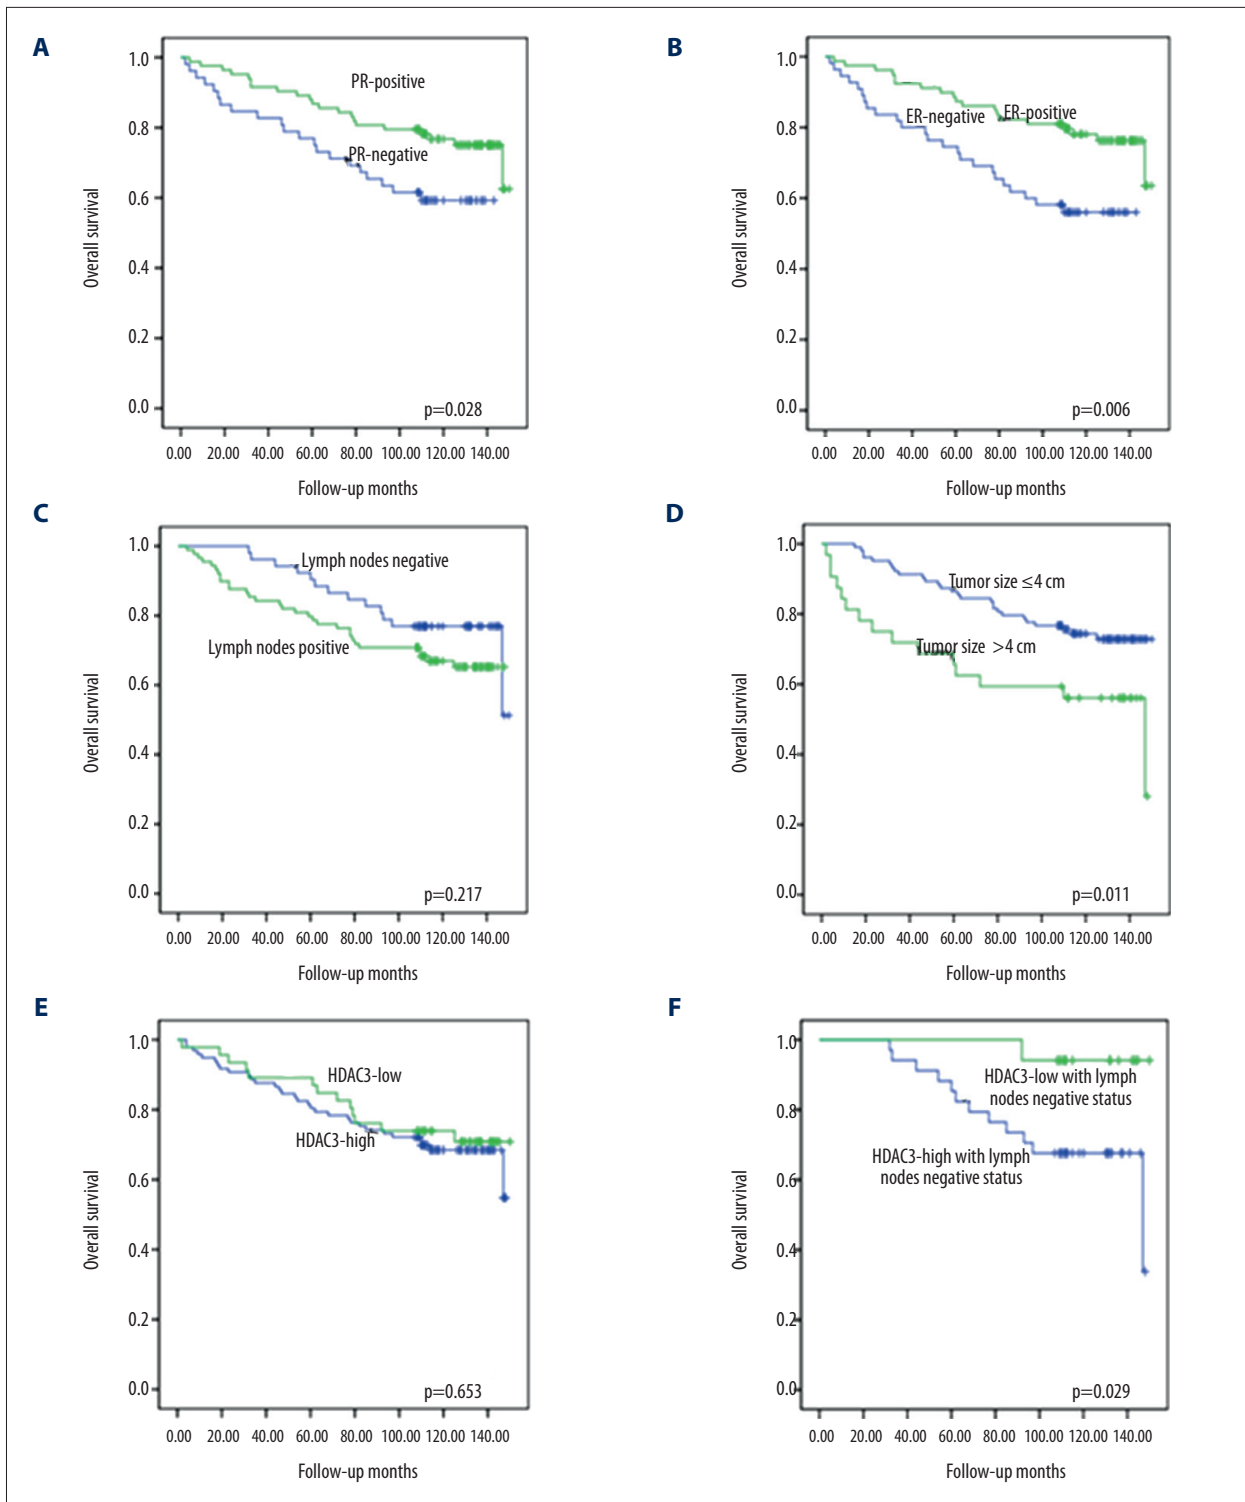 A
1.0
0.8
0.6
0.4
0.2
0.0
Overall survival
PR-positive
PR-negative
p=0.028
0.00 20.00 40.00 60.00 80.00 100.00 120.00 140.00
Follow-up months
B
1.0
0.8
0.6
0.4
0.2
0.0
Overall survival
ER-negative
ER-positive
p=0.006
0.00 20.00 40.00 60.00 80.00 100.00 120.00 140.00
Follow-up months
C
1.0
0.8
0.6
0.4
0.2
0.0
Overall survival
Lymph nodes negative
Lymph nodes positive
p=0.217
0.00 20.00 40.00 60.00 80.00 100.00 120.00 140.00
Follow-up months
D
1.0
0.8
0.6
0.4
0.2
0.0
Overall survival
Tumor size ≤4 cm
Tumor size >4 cm
p=0.011
0.00 20.00 40.00 60.00 80.00 100.00 120.00 140.00
Follow-up months
E
1.0
0.8
0.6
0.4
0.2
0.0
Overall survival
HDAC3-low
HDAC3-high
p=0.653
0.00 20.00 40.00 60.00 80.00 100.00 120.00 140.00
Follow-up months
F
1.0
0.8
0.6
0.4
0.2
0.0
Overall survival
HDAC3-low with lymph
nodes negative status
HDAC3-high with lymph
nodes negative status
p=0.029
0.00 20.00 40.00 60.00 80.00 100.00 120.00 140.00
Follow-up months